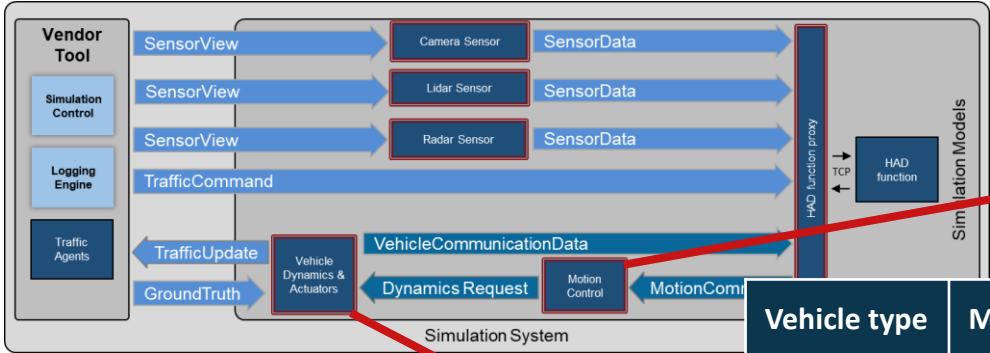 Vendor
Tool
Simulation
Control
Logging
Engine
Traffic
Agents
SensorView
Camera Sensor
SensorData
SensorView
Lidar Sensor
SensorData
SensorView
Radar Sensor
SensorData
TrafficCommand
TrafficUpdate
GroundTruth
Vehicle
Dynamics &
Actuators
VehicleCommunicationData
Dynamics Request
Motion
Control
HAD function proxy
TCP
HAD
function
Simulation Models
Simulation System
Vehicle type